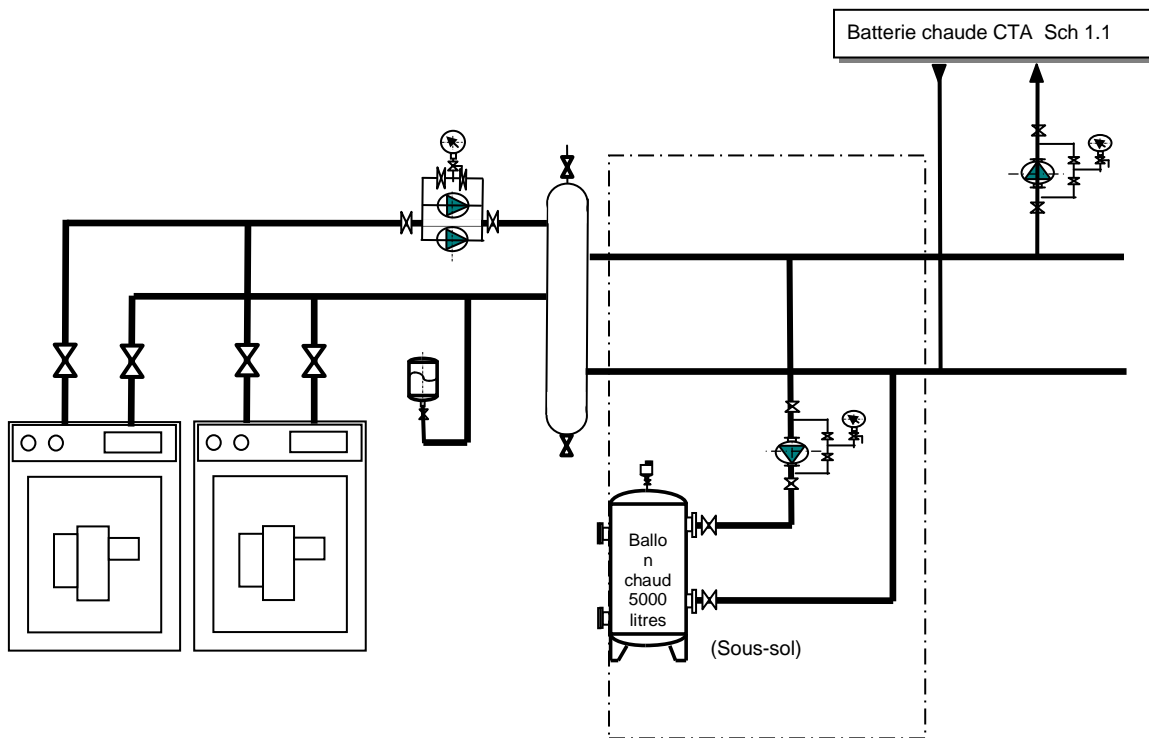 Batterie chaude CTA Sch 1.1
Ballo
n
chaud
5000
litres
(Sous-sol)